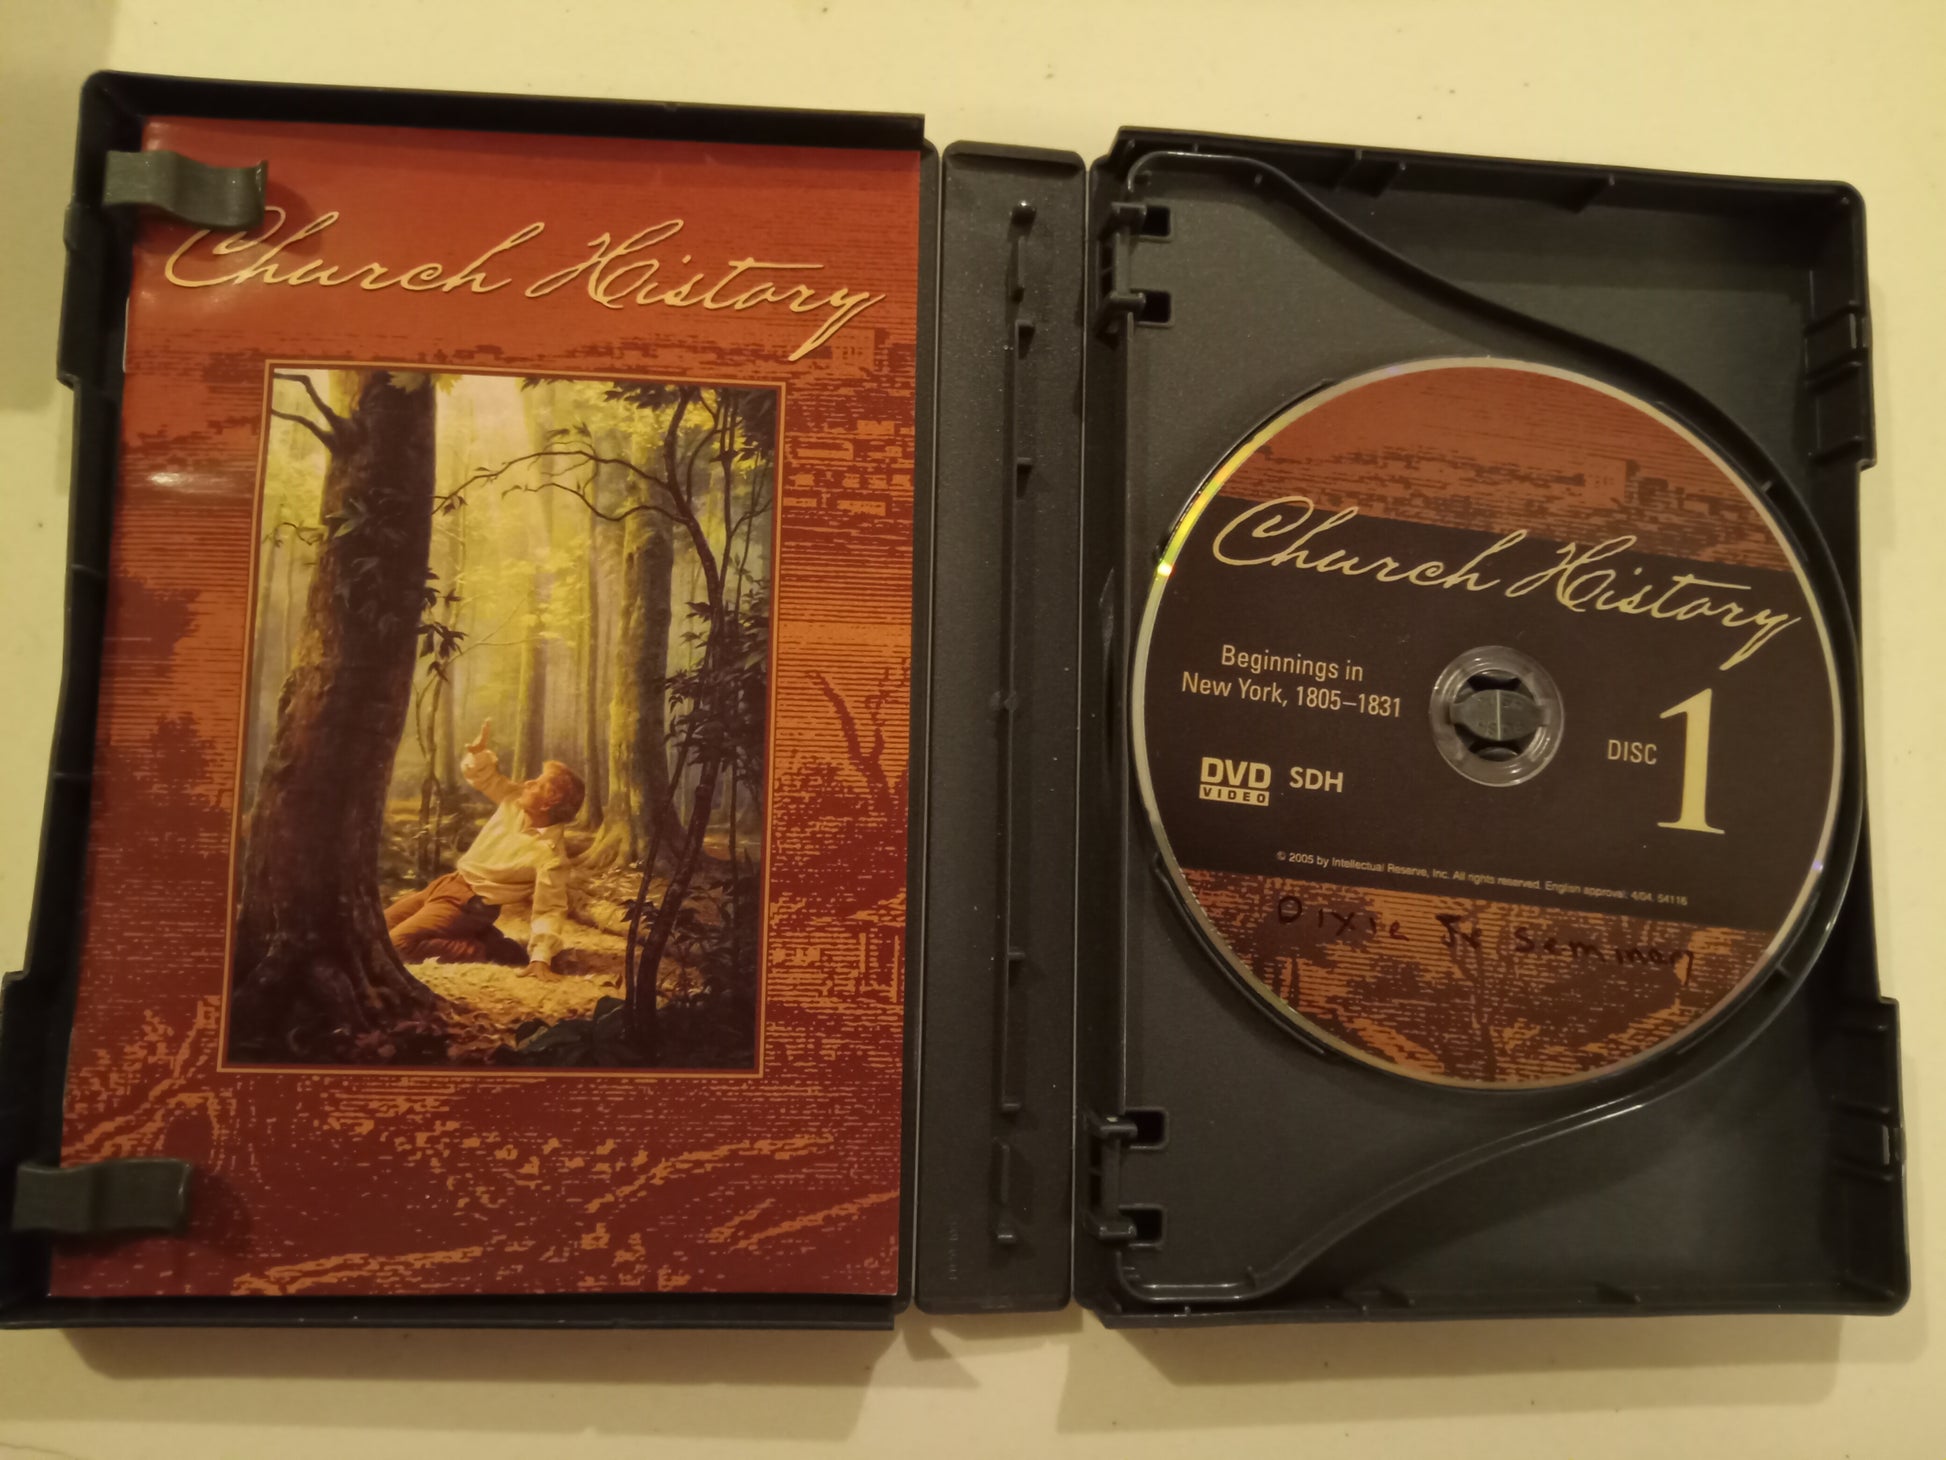 Church History
Church History
Beginnings in
New York, 1805–1831
DISC 1
DVD
VIDEO
SDH
© 2005 by Intellectual Reserve, Inc. All rights reserved. English approval: 4/04. 54116
Dixie Jr Seminary